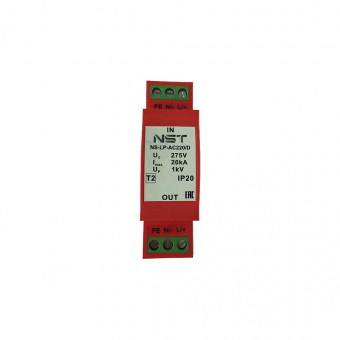 PE N/- L/+
IN
NST
NS-LP-AC220/D
Uc 275V
Imax 20kA
Up 1kV
T2 IP20
OUT EAC
PE N/- L/+